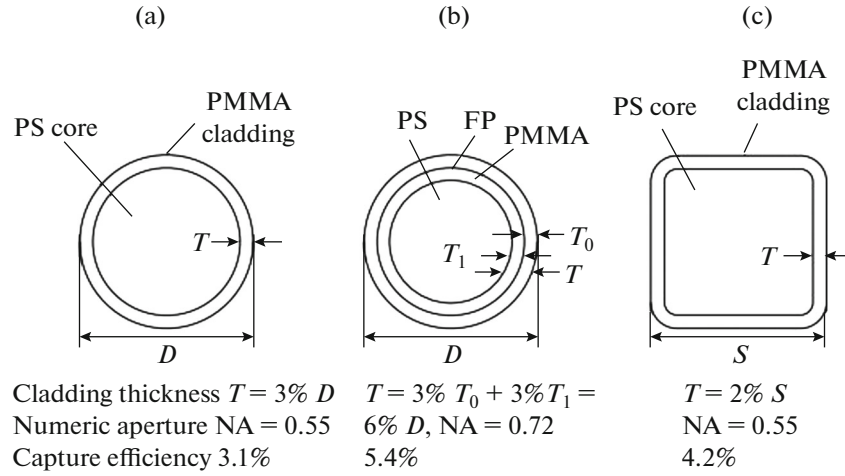 (a)
PMMA
cladding
PS core
T
D
Cladding thickness T = 3% D
Numeric aperture NA = 0.55
Capture efficiency 3.1%
(b)
PS
FP
PMMA
T₀
T₁
T
D
T = 3% T₀ + 3%T₁ =
6% D, NA = 0.72
5.4%
(c)
PMMA
cladding
PS core
T
S
T = 2% S
NA = 0.55
4.2%